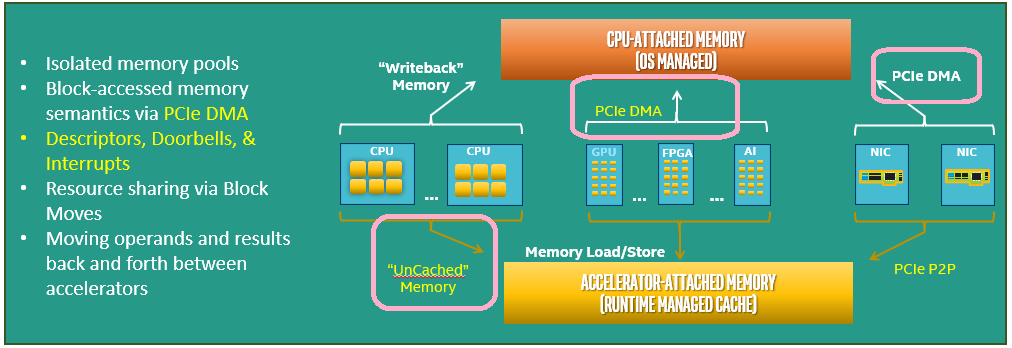 • Isolated memory pools
• Block-accessed memory
semantics via PCIe DMA
• Descriptors, Doorbells, &
Interrupts
• Resource sharing via Block
Moves
• Moving operands and results
back and forth between
accelerators
CPU-ATTACHED MEMORY
(OS MANAGED)
"Writeback"
Memory
PCIe DMA
PCIe DMA
CPU
CPU
...
GPU
FPGA
AI
...
...
NIC
NIC
...
"UnCached"
Memory
Memory Load/Store
PCIe P2P
ACCELERATOR-ATTACHED MEMORY
(RUNTIME MANAGED CACHE)